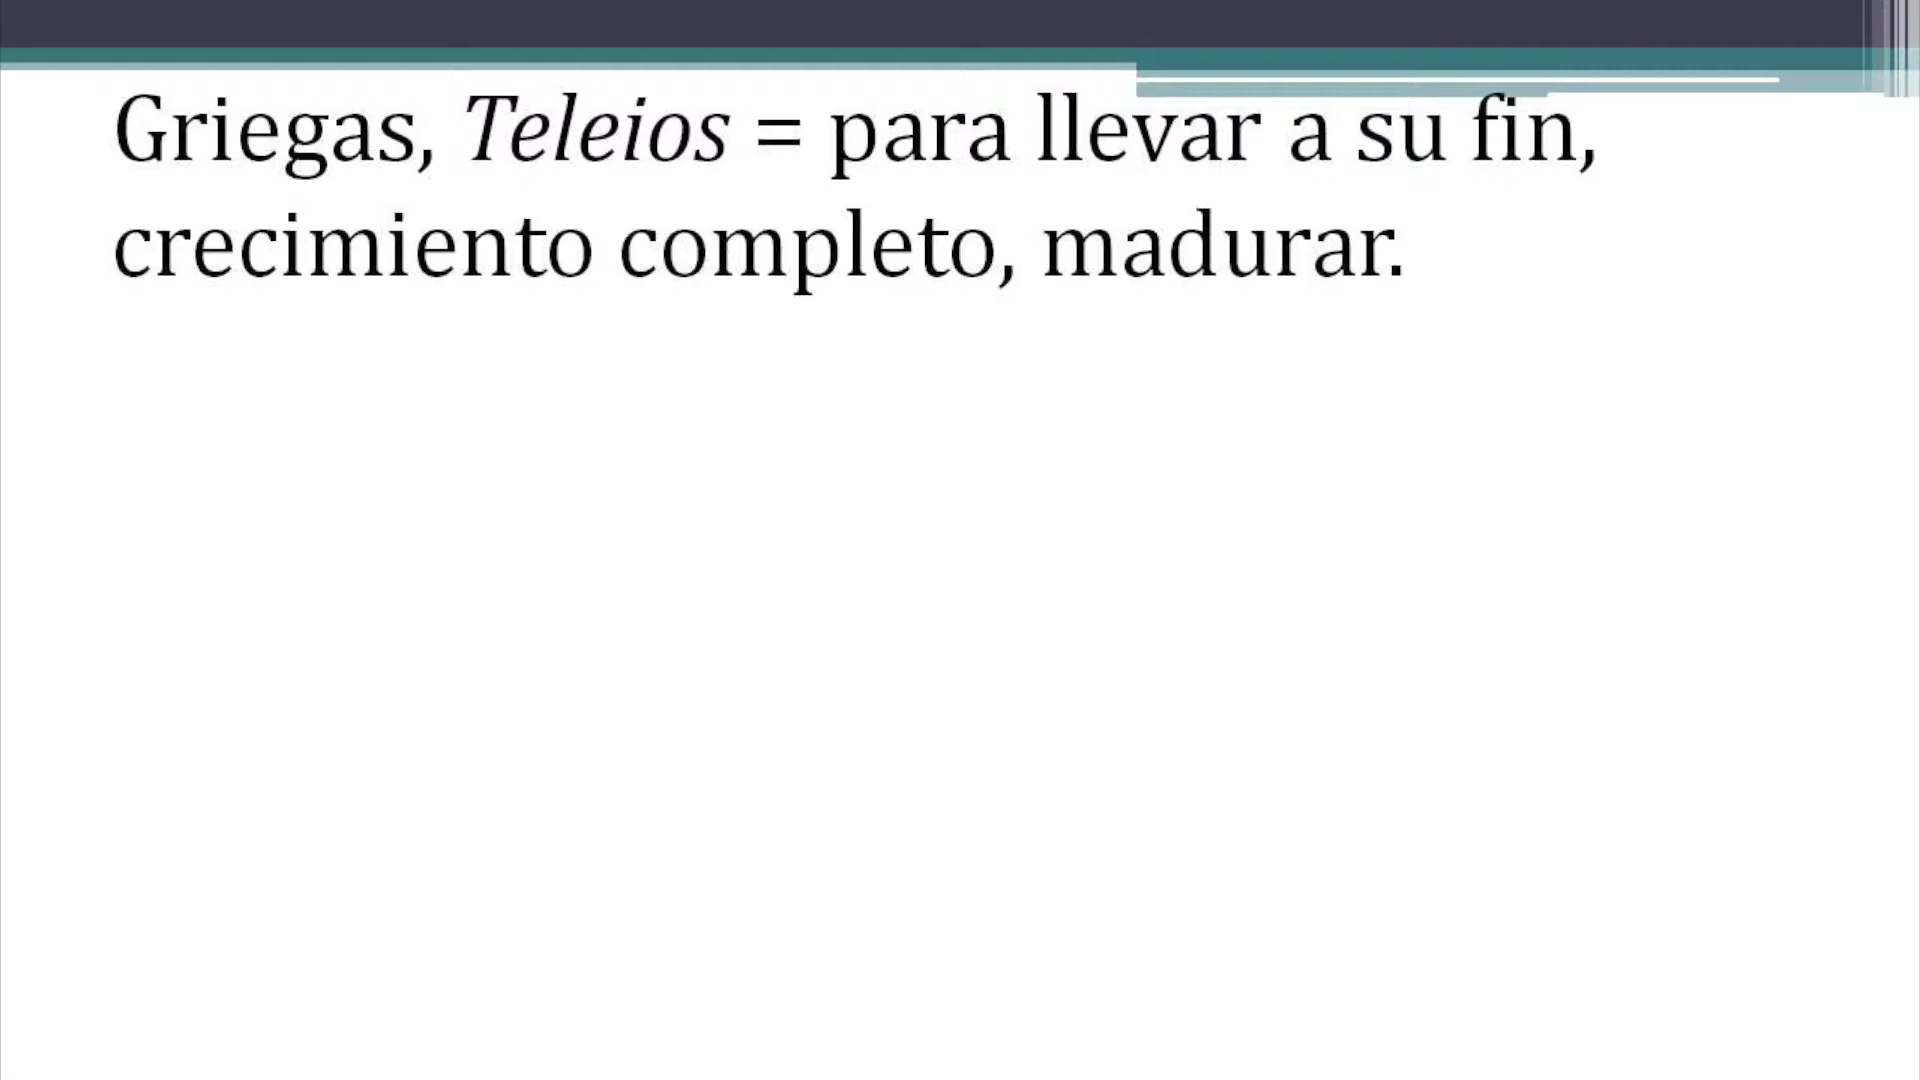 Griegas, Teleios = para llevar a su fin,
crecimiento completo, madurar.